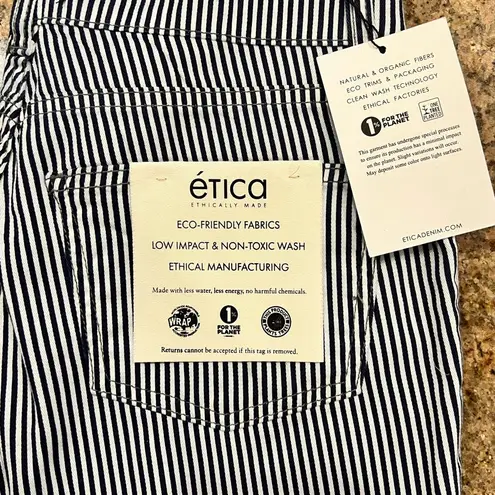 NATURAL & ORGANIC FIBERS
ECO TRIMS & PACKAGING
CLEAN WASH TECHNOLOGY
ETHICAL FACTORIES
1% FOR THE PLANET
ONE TREE PLANTED
This garment has undergone special processes
to ensure its production has a minimal impact
on the planet. Slight variations will occur.
May deposit some color onto light surfaces.
ETICADENIM.COM
ética
ETHICALLY MADE
ECO-FRIENDLY FABRICS
LOW IMPACT & NON-TOXIC WASH
ETHICAL MANUFACTURING
Made with less water, less energy, no harmful chemicals.
WRAP
1% FOR THE PLANET
THIS PRODUCT PLANTS TREES
Returns cannot be accepted if this tag is removed.